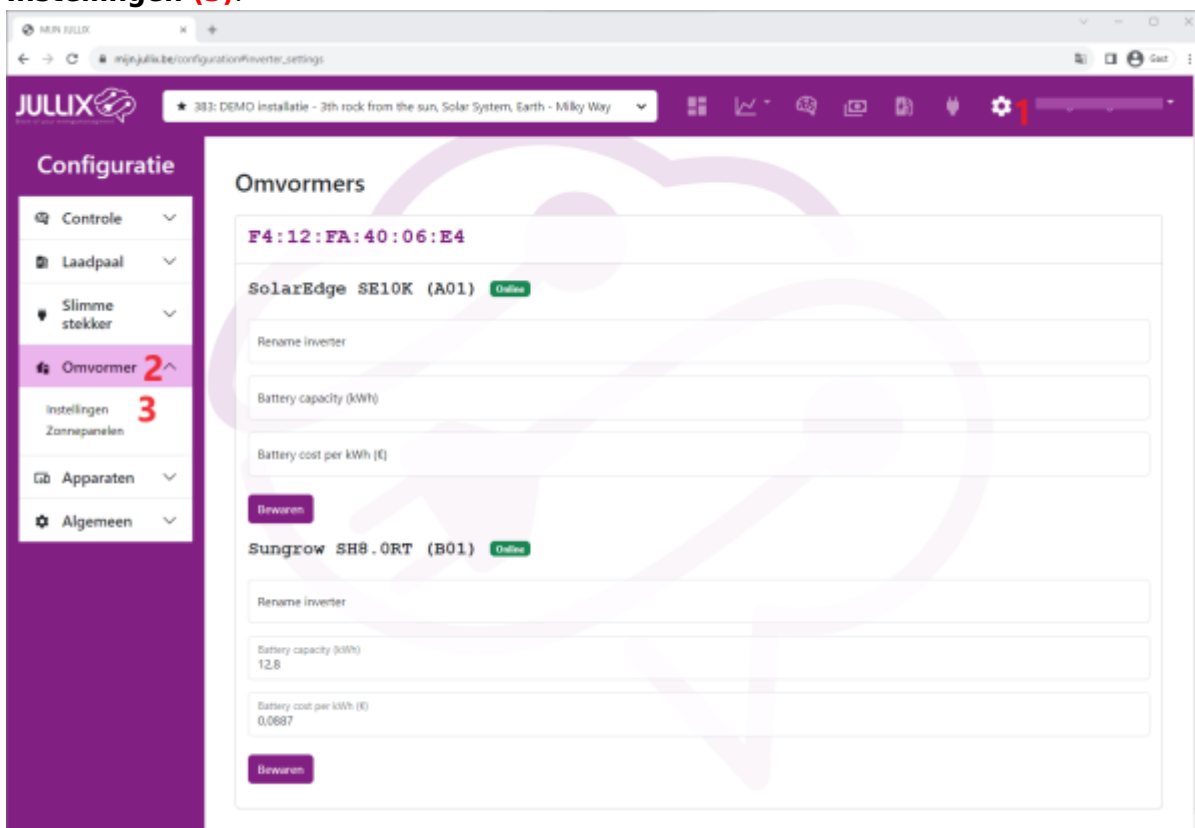 instellingen (3).
MIJN JULLIX
mijn.jullix.be/configuration#inverter_settings
Gast
JULLIX
★ 383: DEMO installatie - 3th rock from the sun, Solar System, Earth - Milky Way
1
Configuratie
Controle
Laadpaal
Slimme
stekker
Omvormer 2
Instellingen 3
Zonnepanelen
Apparaten
Algemeen
Omvormers
F4:12:FA:40:06:E4
SolarEdge SE10K (A01) Online
Rename inverter
Battery capacity (kWh)
Battery cost per kWh (€)
Bewaren
Sungrow SH8.0RT (B01) Online
Rename inverter
Battery capacity (kWh)
12,8
Battery cost per kWh (€)
0,0887
Bewaren